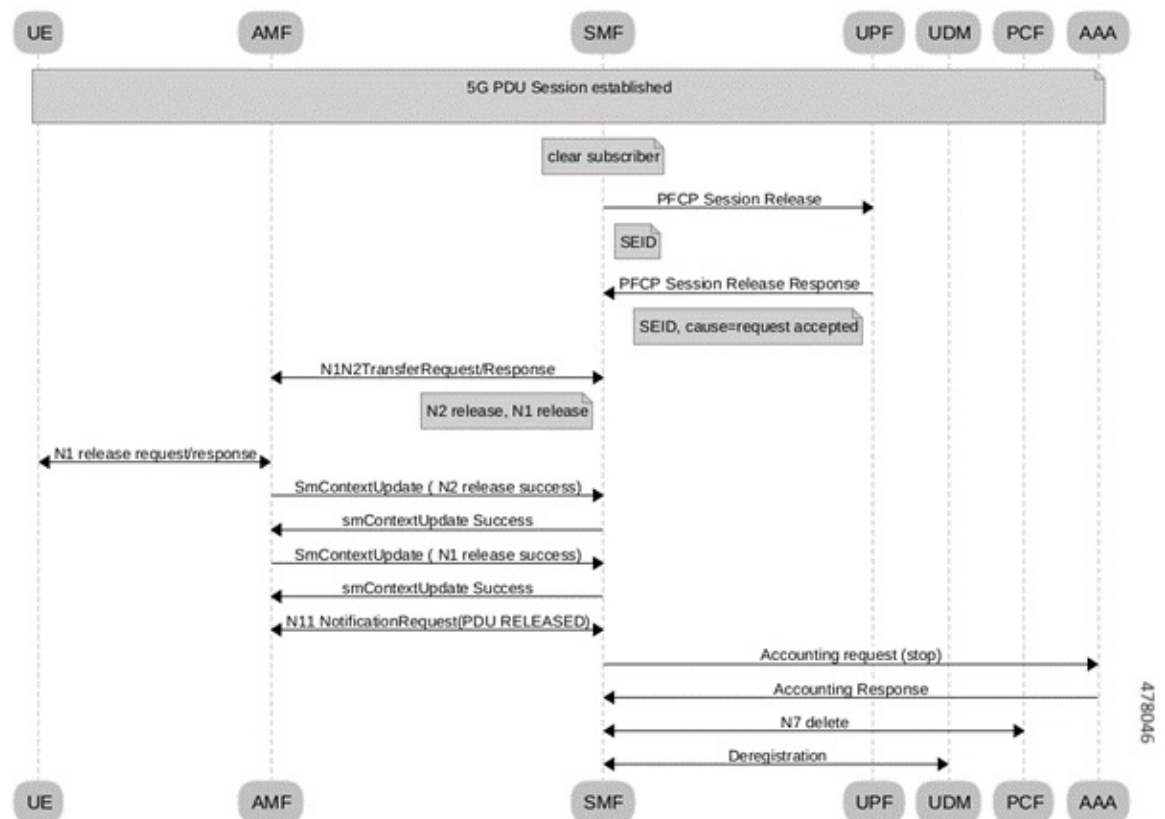 UE AMF SMF UPF UDM PCF AAA
5G PDU Session established
clear subscriber
PFCP Session Release
SEID
PFCP Session Release Response
SEID, cause=request accepted
N1N2TransferRequest/Response
N2 release, N1 release
N1 release request/response
SmContextUpdate ( N2 release success)
smContextUpdate Success
SmContextUpdate ( N1 release success)
smContextUpdate Success
N11 NotificationRequest(PDU RELEASED)
Accounting request (stop)
Accounting Response
N7 delete
Deregistration
UE AMF SMF UPF UDM PCF AAA
478046